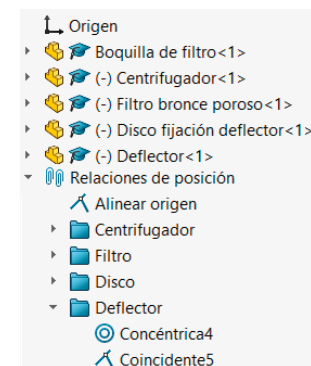 Origen
Boquilla de filtro<1>
(-) Centrifugador<1>
(-) Filtro bronce poroso<1>
(-) Disco fijación deflector<1>
(-) Deflector<1>
Relaciones de posición
Alinear origen
Centrifugador
Filtro
Disco
Deflector
Concéntrica4
Coincidente5